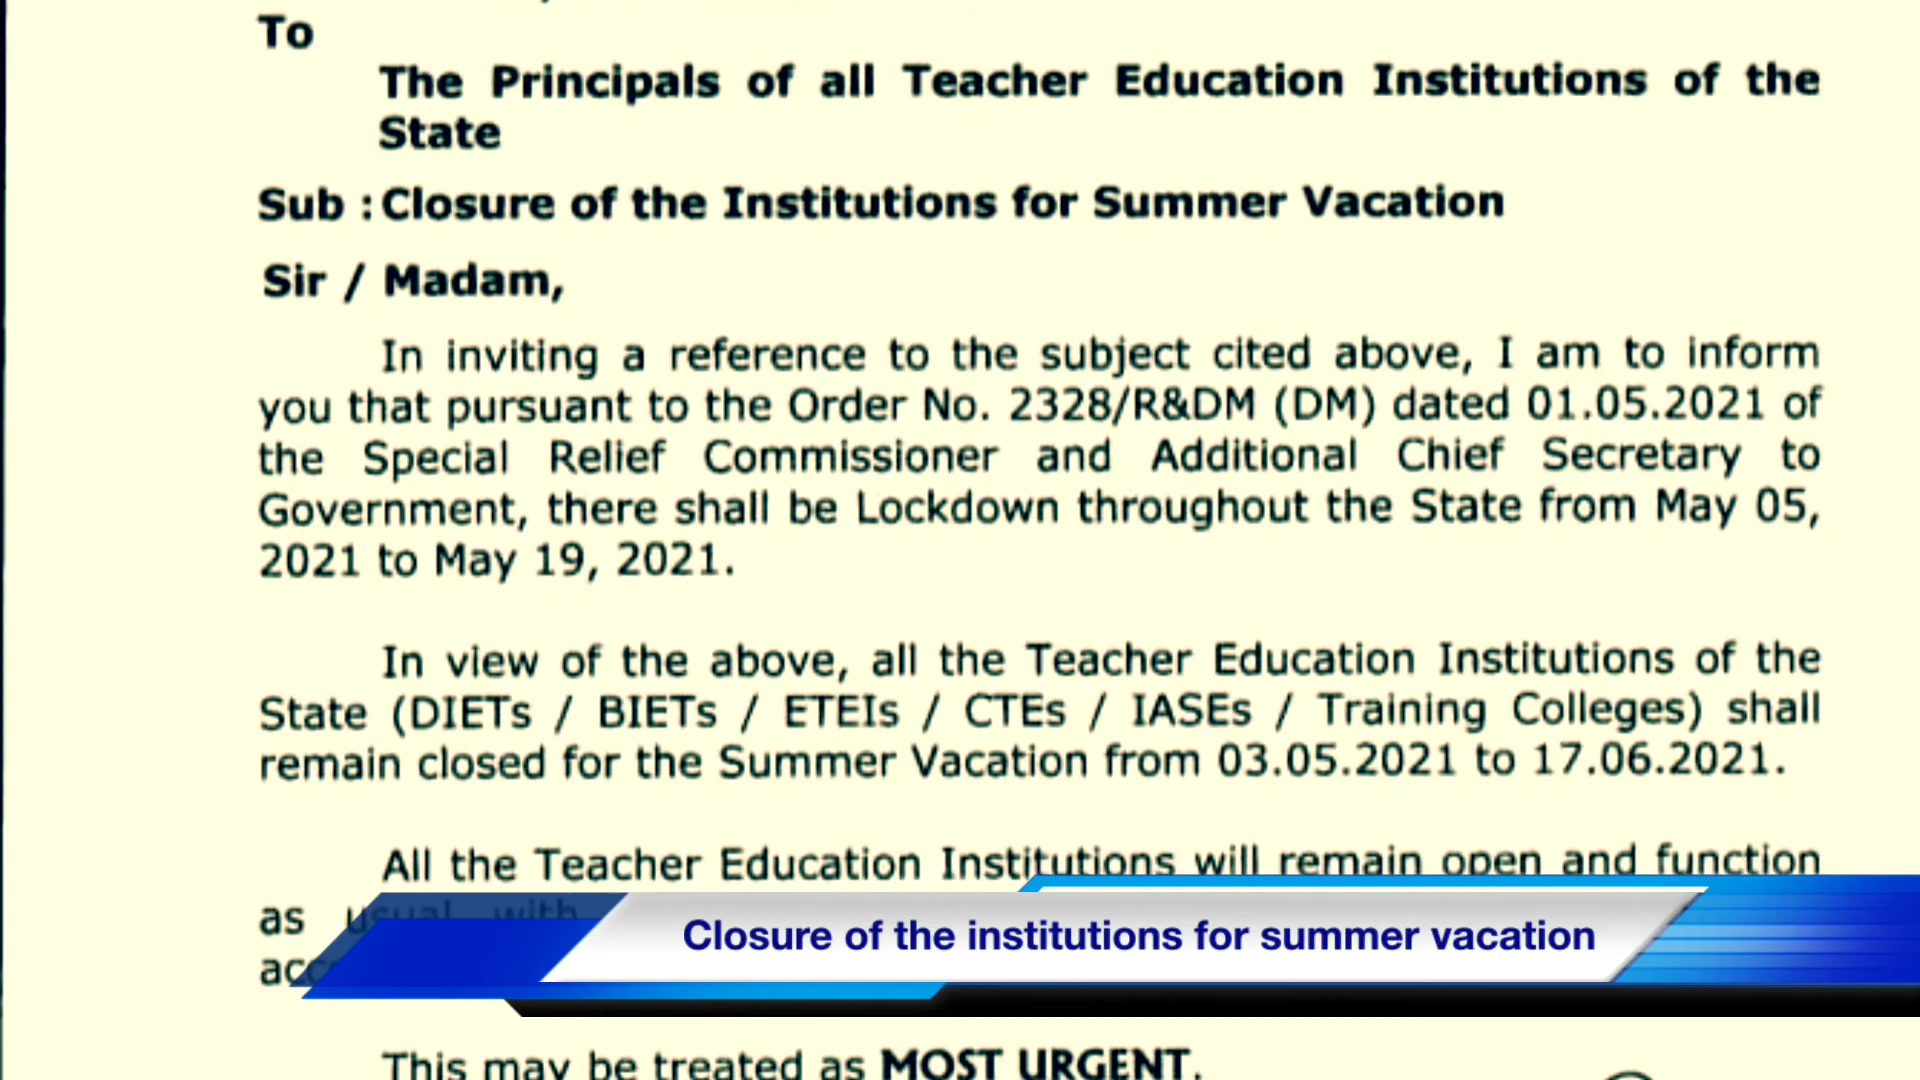 To
The Principals of all Teacher Education Institutions of the
State
Sub : Closure of the Institutions for Summer Vacation
Sir / Madam,
In inviting a reference to the subject cited above, I am to inform
you that pursuant to the Order No. 2328/R&DM (DM) dated 01.05.2021 of
the Special Relief Commissioner and Additional Chief Secretary to
Government, there shall be Lockdown throughout the State from May 05,
2021 to May 19, 2021.
In view of the above, all the Teacher Education Institutions of the
State (DIETs / BIETs / ETEIs / CTEs / IASEs / Training Colleges) shall
remain closed for the Summer Vacation from 03.05.2021 to 17.06.2021.
All the Teacher Education Institutions will remain open and function
as usual with
Closure of the institutions for summer vacation
This may be treated as MOST URGENT.